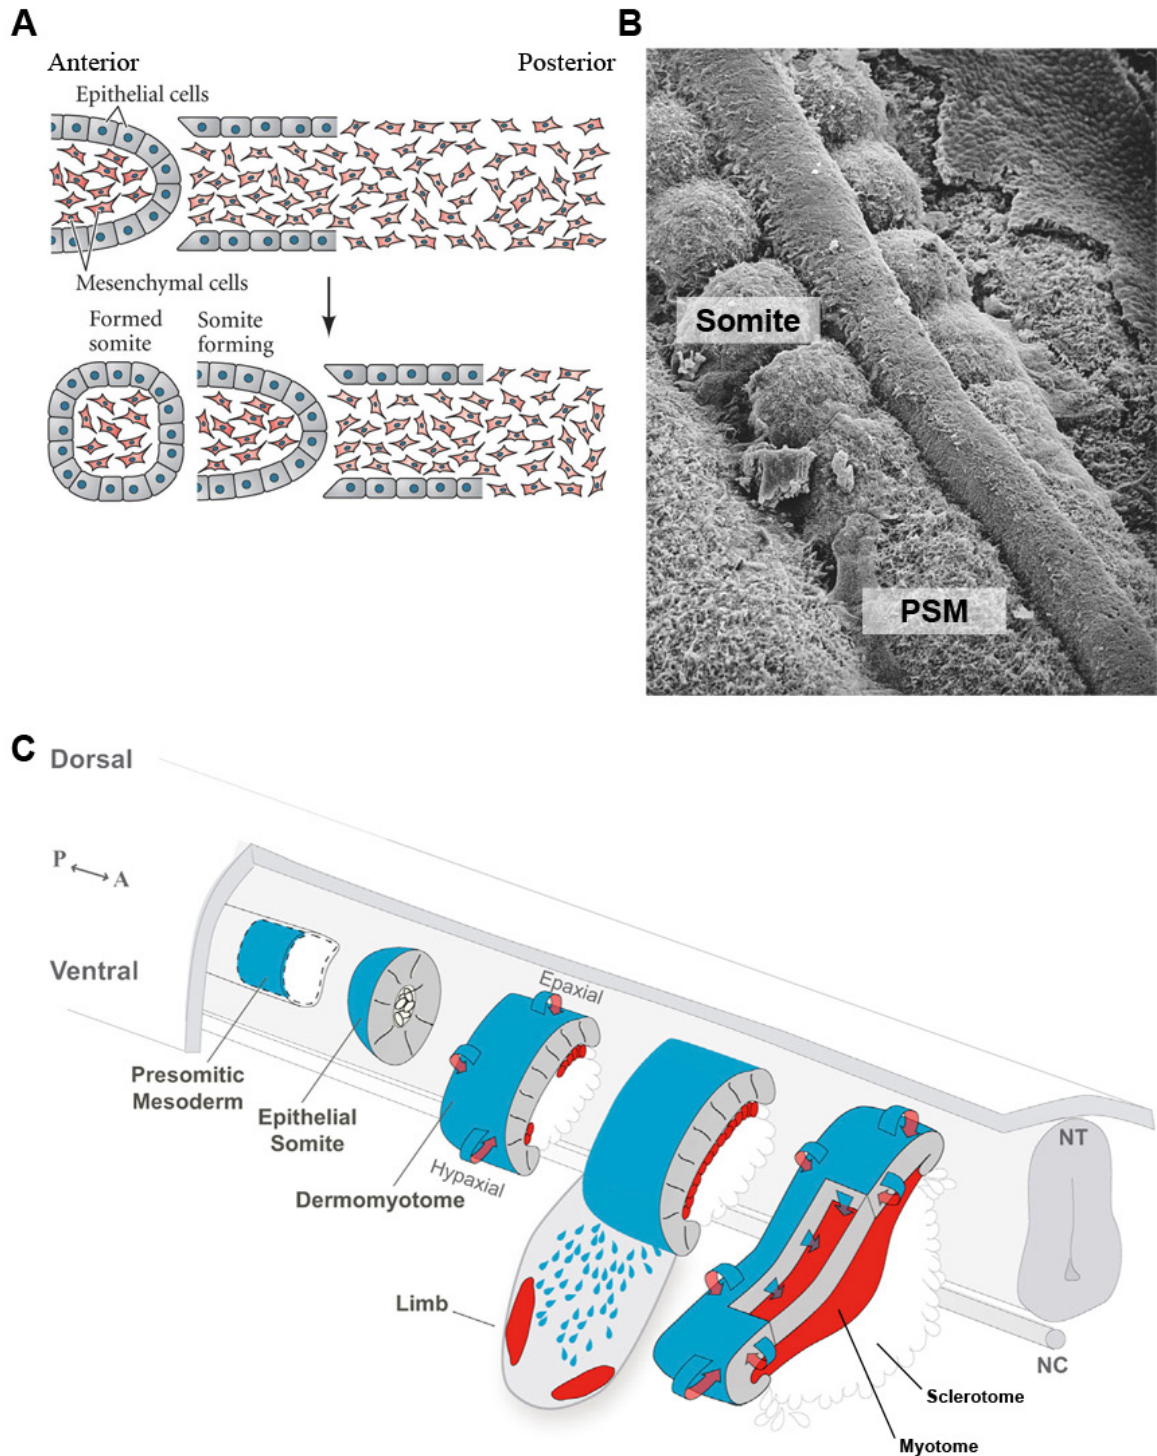 A
Anterior
Posterior
Epithelial cells
Mesenchymal cells
Formed
somite
Somite
forming
B
Somite
PSM
C
Dorsal
P
A
Ventral
Epaxial
Presomitic
Mesoderm
Epithelial
Somite
Hypaxial
Dermomyotome
Limb
NT
NC
Sclerotome
Myotome